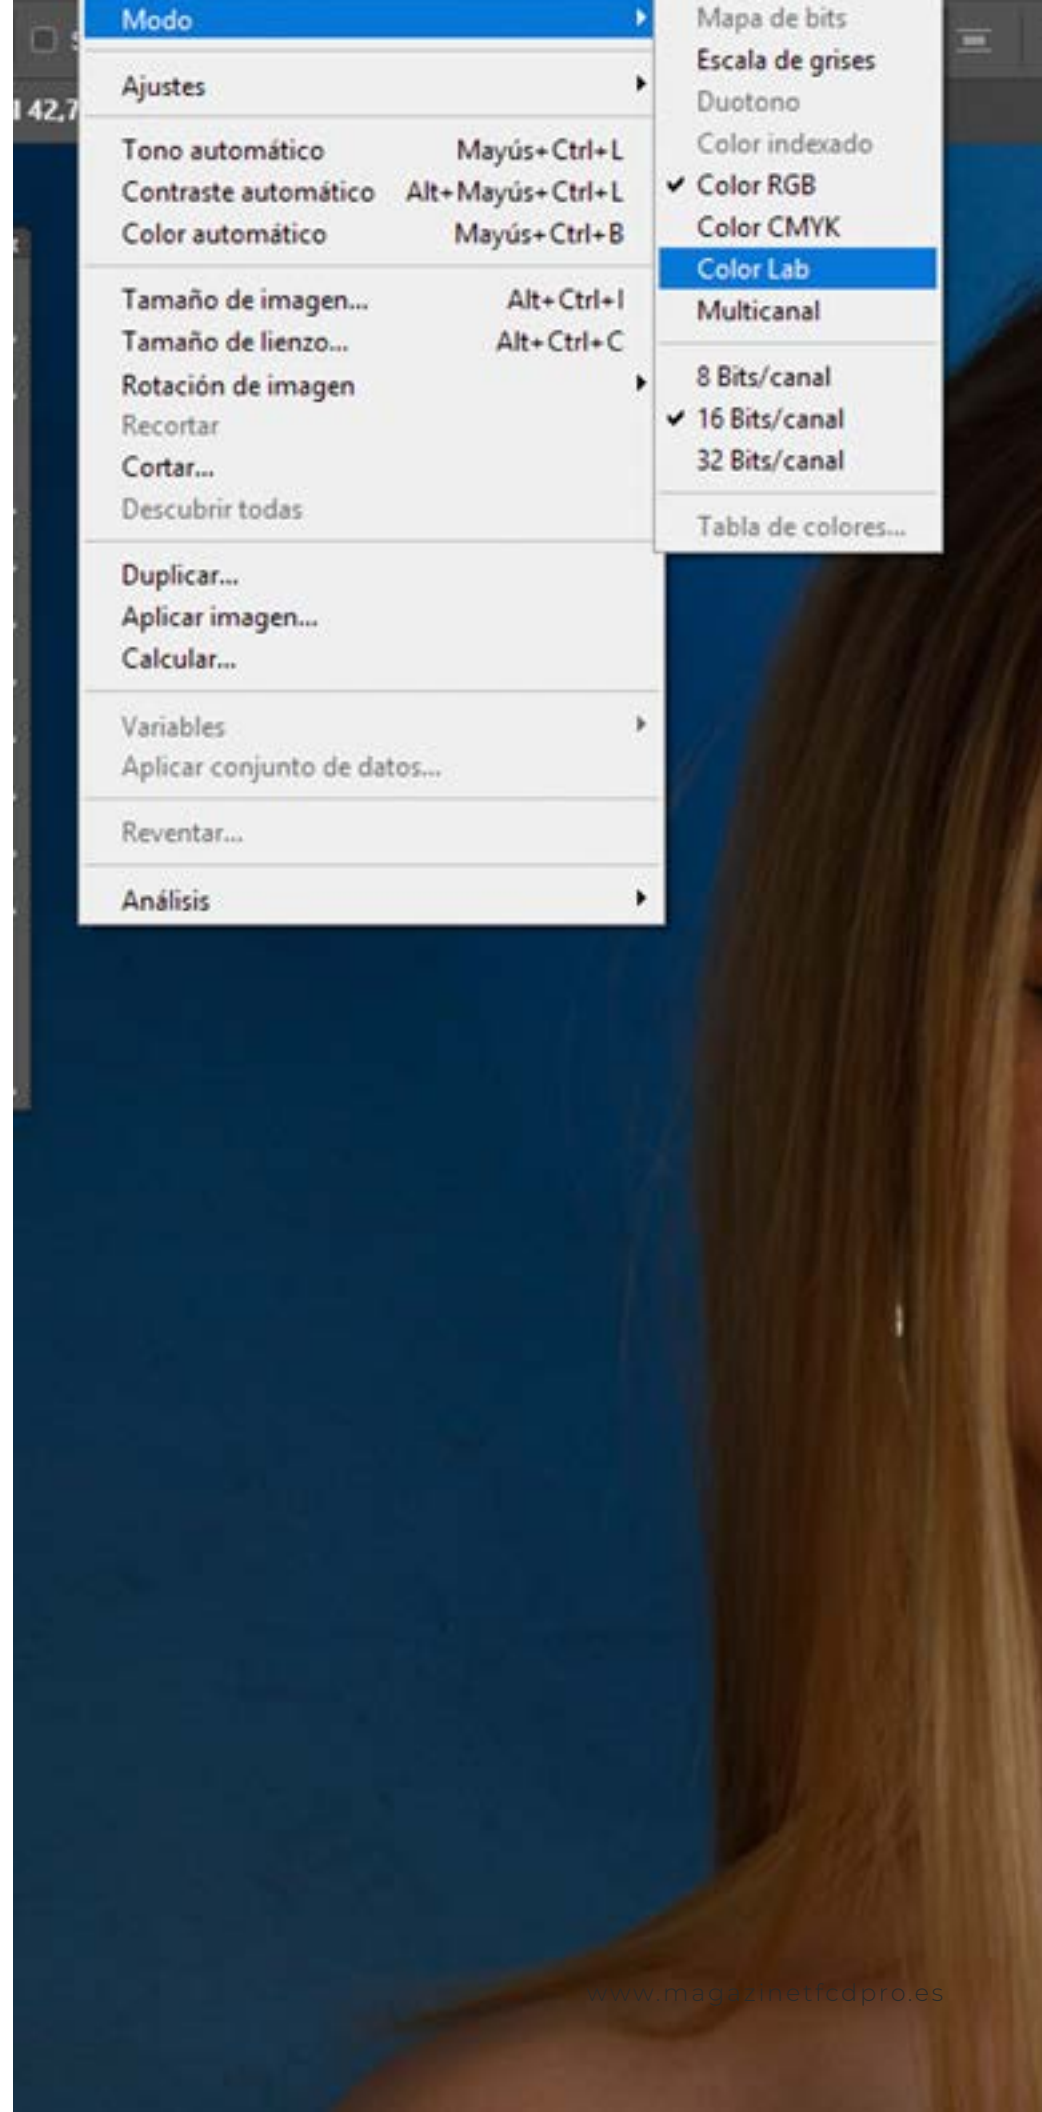 Modo
Ajustes
Tono automático Mayús+Ctrl+L
Contraste automático Alt+Mayús+Ctrl+L
Color automático Mayús+Ctrl+B
Tamaño de imagen... Alt+Ctrl+I
Tamaño de lienzo... Alt+Ctrl+C
Rotación de imagen
Recortar
Cortar...
Descubrir todas
Duplicar...
Aplicar imagen...
Calcular...
Variables
Aplicar conjunto de datos...
Reventar...
Análisis
Mapa de bits
Escala de grises
Duotono
Color indexado
Color RGB
Color CMYK
Color Lab
Multicanal
8 Bits/canal
16 Bits/canal
32 Bits/canal
Tabla de colores...
42,7
www.magazinetfcdpro.es